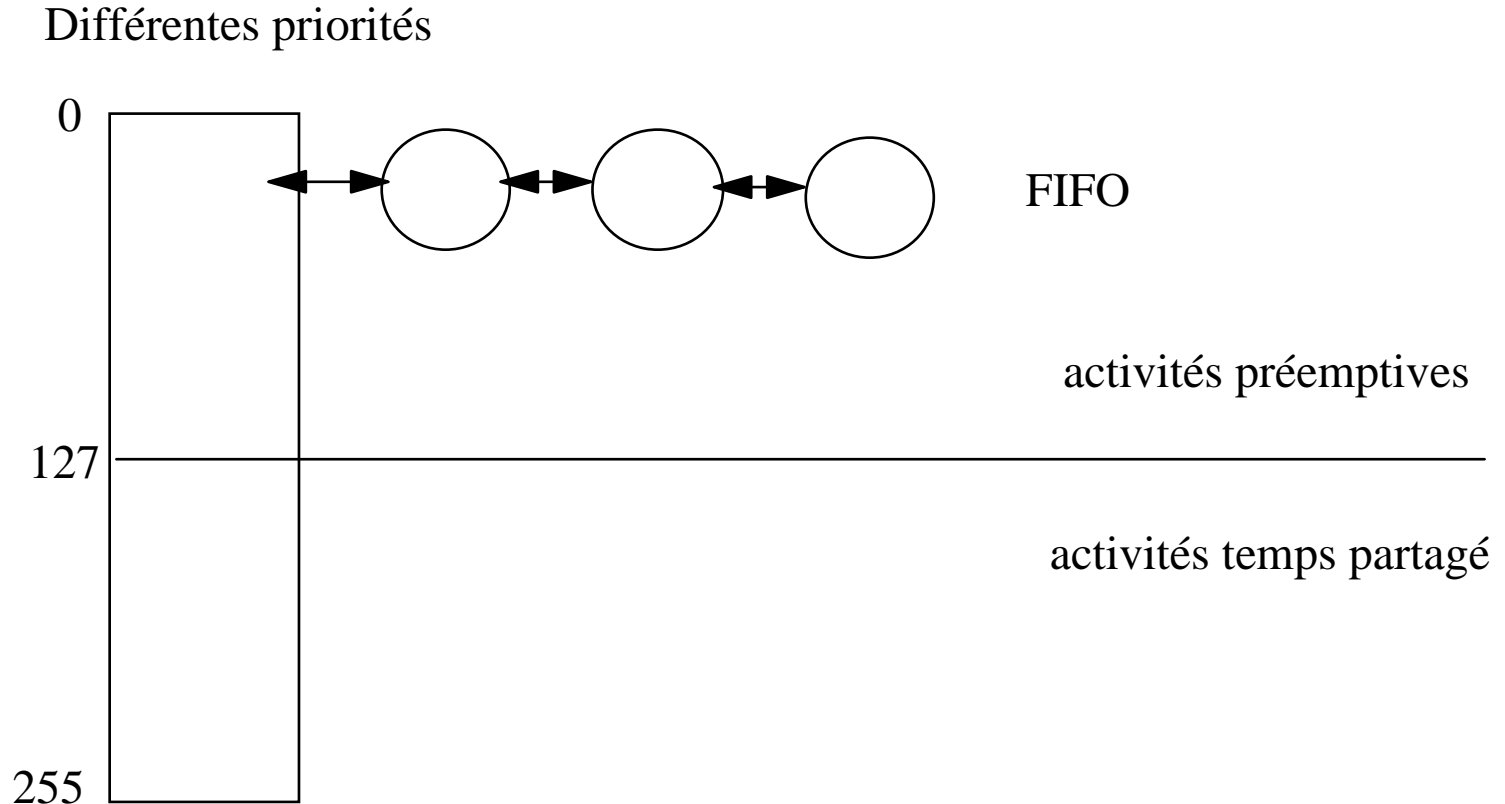 Différentes priorités
0
FIFO
activités préemptives
127
activités temps partagé
255